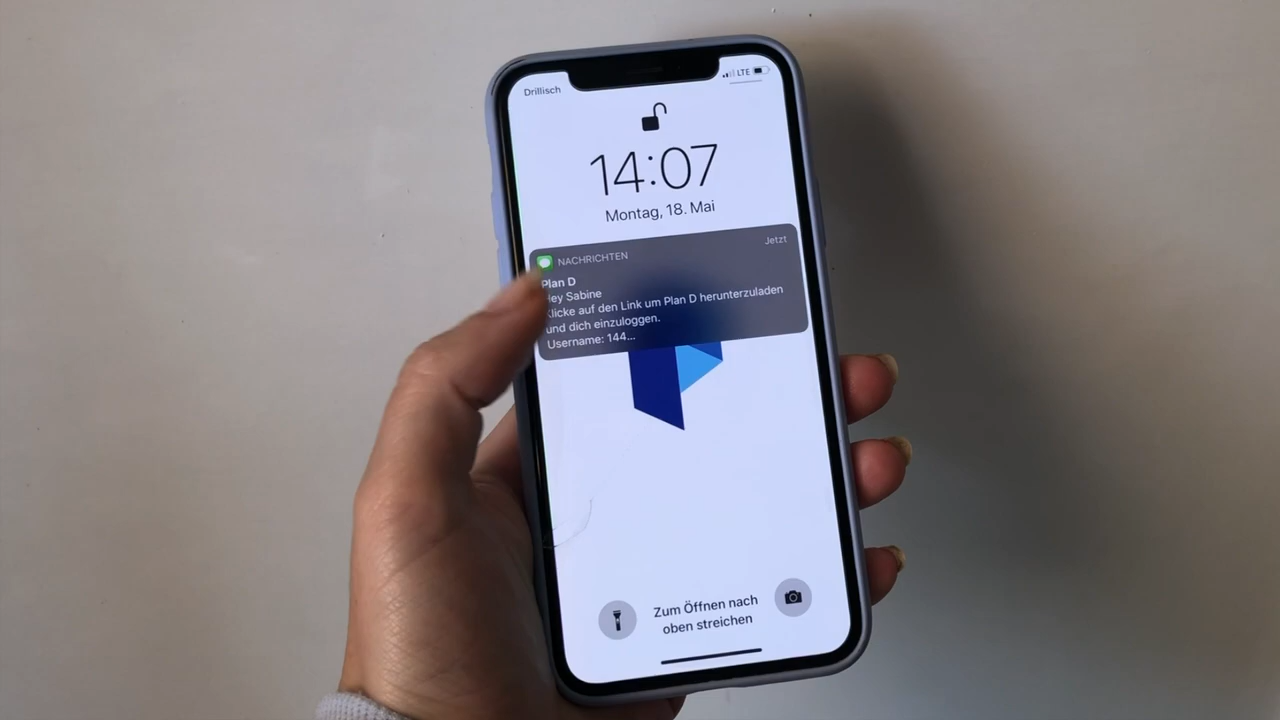 Drillisch
LTE
14:07
Montag, 18. Mai
NACHRICHTEN
Jetzt
Plan D
Sabine
auf den Link um Plan D herunterzuladen
und dich einzuloggen.
Username: 144...
Zum Öffnen nach
oben streichen